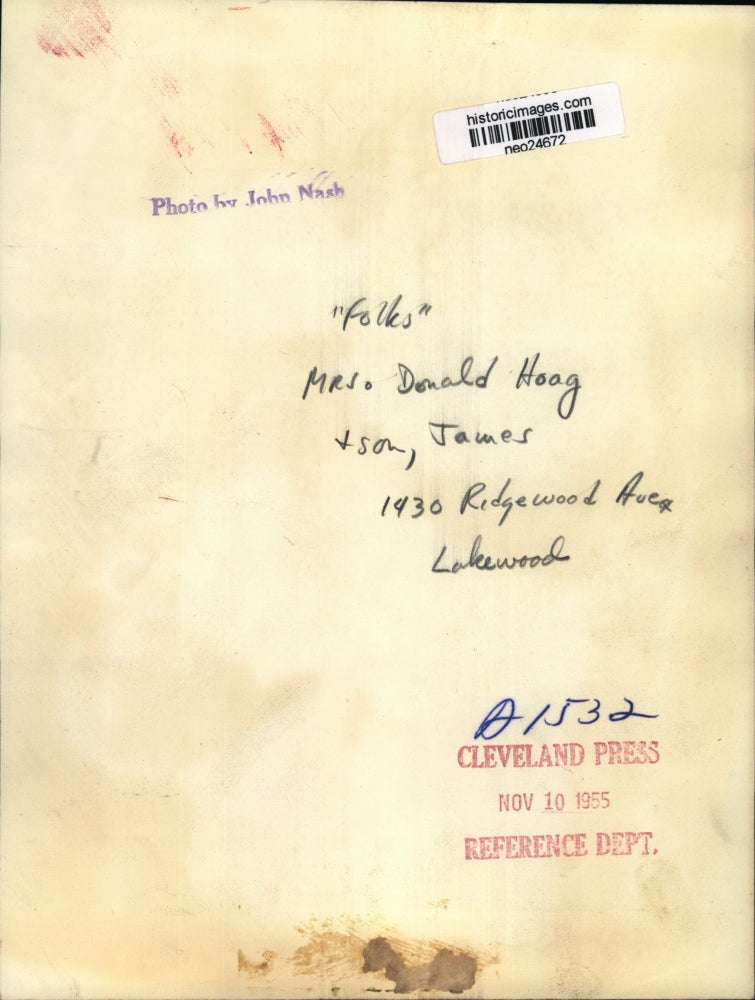 historicimages.com
neo24672
Photo by John Nash
"Folks"
Mrs. Donald Hoag
+ son, James
1430 Ridgewood Ave
Lakewood
A1532
CLEVELAND PRESS
NOV 10 1955
REFERENCE DEPT.